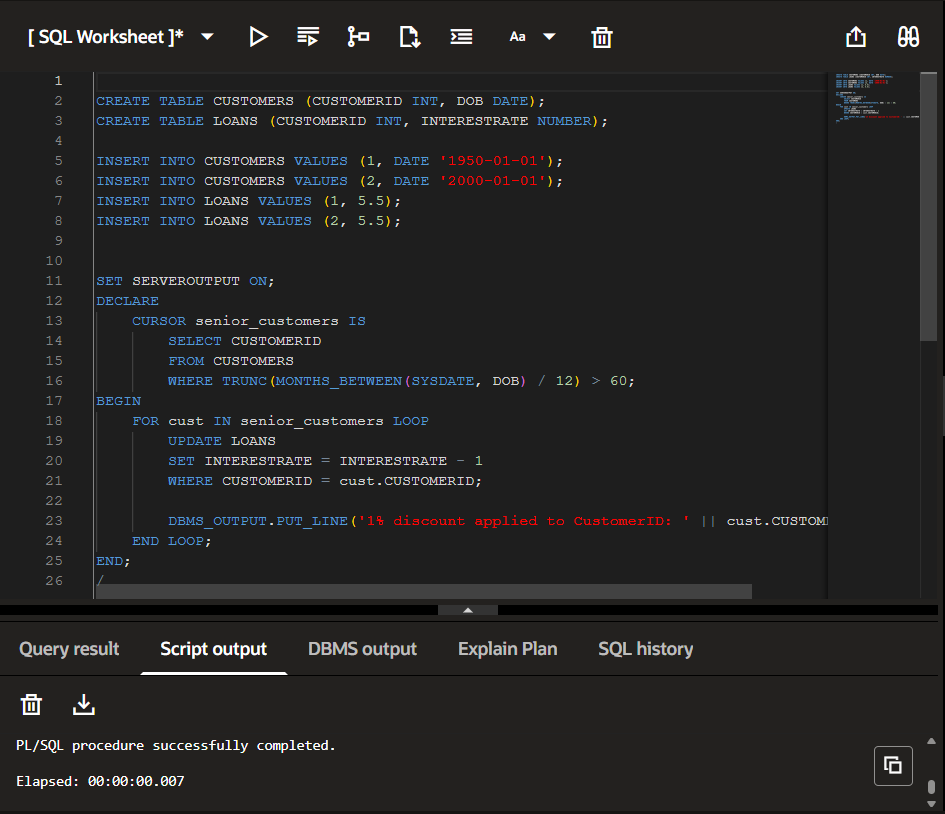 [ SQL Worksheet ]*
Aa
1
2 CREATE TABLE CUSTOMERS (CUSTOMERID INT, DOB DATE);
3 CREATE TABLE LOANS (CUSTOMERID INT, INTERESTRATE NUMBER);
4
5 INSERT INTO CUSTOMERS VALUES (1, DATE '1950-01-01');
6 INSERT INTO CUSTOMERS VALUES (2, DATE '2000-01-01');
7 INSERT INTO LOANS VALUES (1, 5.5);
8 INSERT INTO LOANS VALUES (2, 5.5);
9
10
11 SET SERVEROUTPUT ON;
12 DECLARE
13 CURSOR senior_customers IS
14 SELECT CUSTOMERID
15 FROM CUSTOMERS
16 WHERE TRUNC(MONTHS_BETWEEN(SYSDATE, DOB) / 12) > 60;
17 BEGIN
18 FOR cust IN senior_customers LOOP
19 UPDATE LOANS
20 SET INTERESTRATE = INTERESTRATE - 1
21 WHERE CUSTOMERID = cust.CUSTOMERID;
22
23 DBMS_OUTPUT.PUT_LINE('1% discount applied to CustomerID: ' || cust.CUSTOM
24 END LOOP;
25 END;
26 /
Query result Script output DBMS output Explain Plan SQL history
PL/SQL procedure successfully completed.
Elapsed: 00:00:00.007